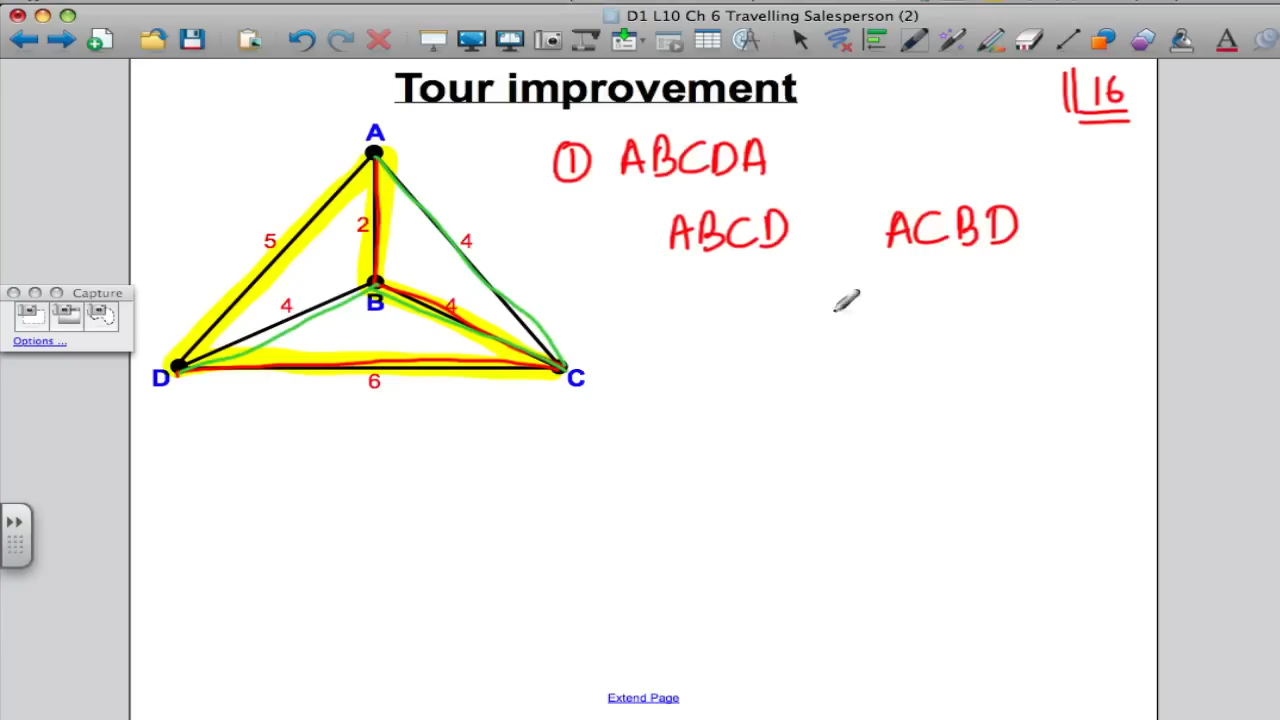 D1 L10 Ch 6 Travelling Salesperson (2)
Tour improvement
16
A
① ABCDA
2
5
4
ABCD ACBD
Capture
4
B
4
Options ...
D
6
C
Extend Page